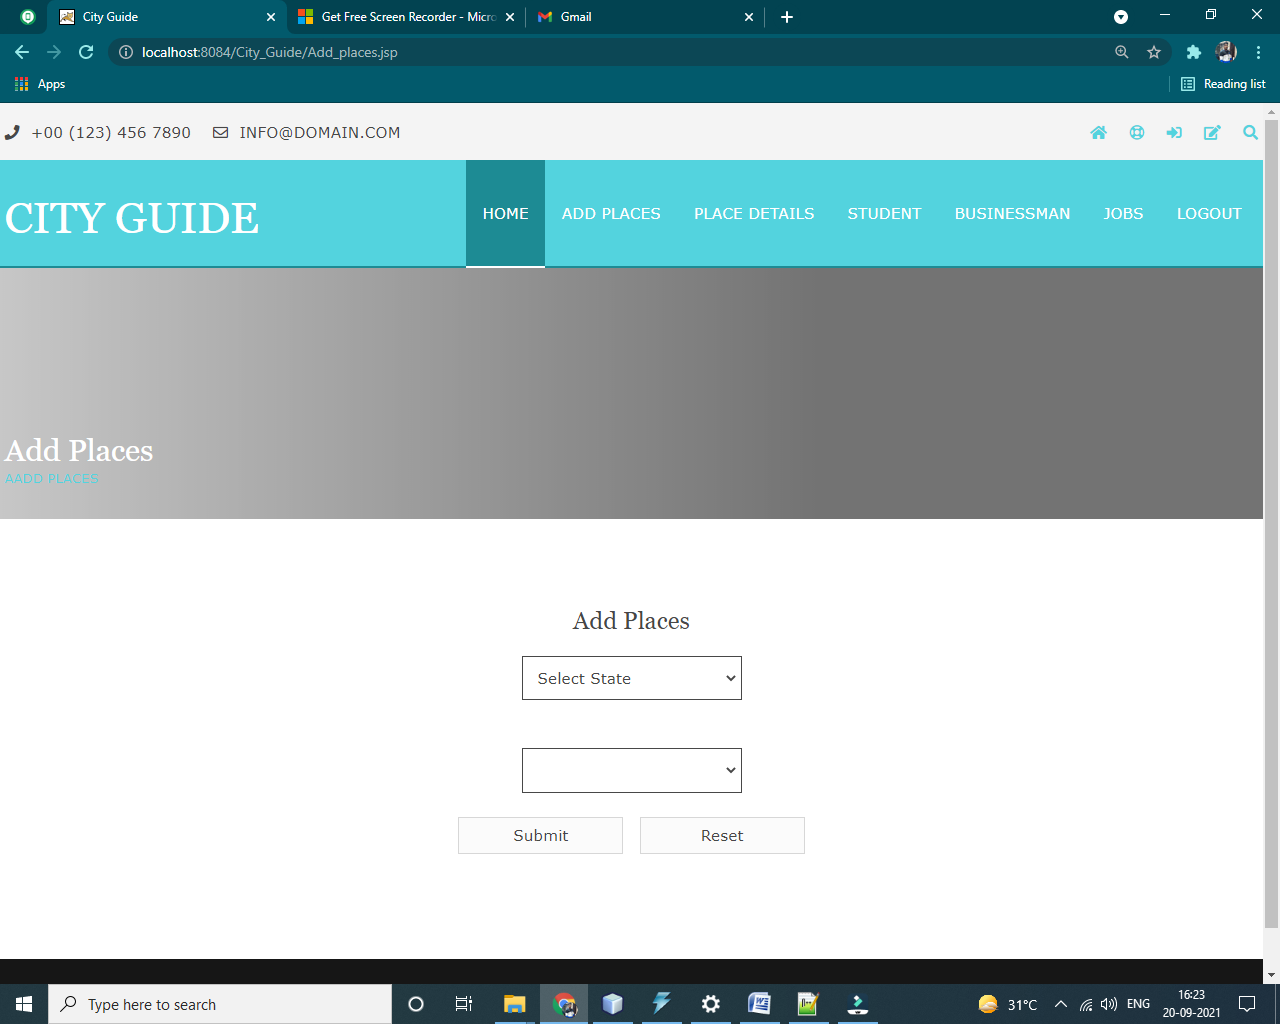 City Guide
Get Free Screen Recorder - Micro
Gmail
localhost:8084/City_Guide/Add_places.jsp
Apps
Reading list
+00 (123) 456 7890
INFO@DOMAIN.COM
CITY GUIDE
HOME
ADD PLACES
PLACE DETAILS
STUDENT
BUSINESSMAN
JOBS
LOGOUT
Add Places
AADD PLACES
Add Places
Select State
Submit
Reset
Type here to search
31°C
ENG
16:23
20-09-2021